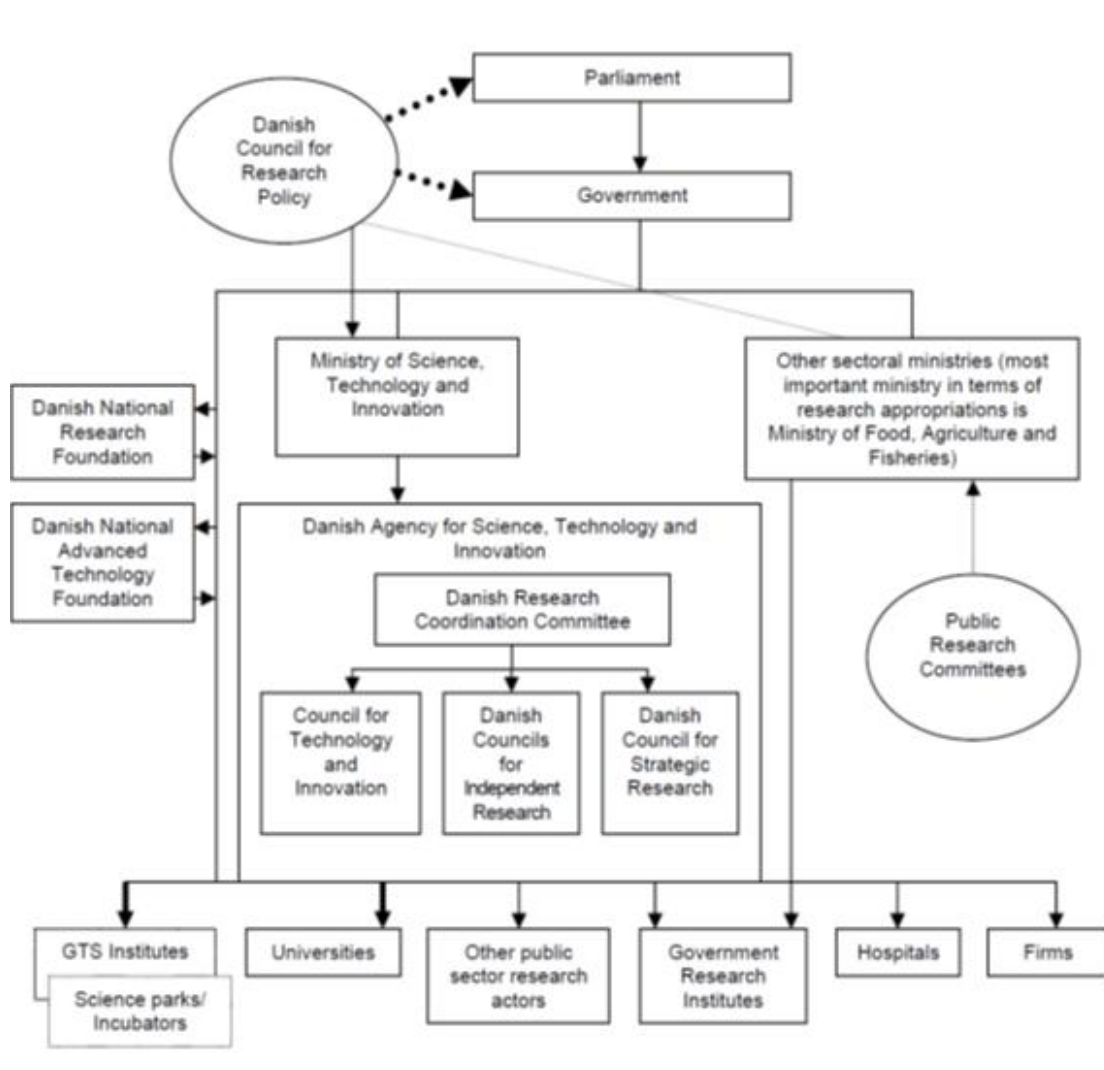 Parliament
Danish
Council for
Research
Policy
Government
Ministry of Science,
Technology and
Innovation
Other sectoral ministries (most
important ministry in terms of
research appropriations is
Ministry of Food, Agriculture and
Fisheries)
Danish National
Research
Foundation
Danish National
Advanced
Technology
Foundation
Danish Agency for Science, Technology and
Innovation
Danish Research
Coordination Committee
Public
Research
Committees
Council for
Technology
and
Innovation
Danish
Councils
for
Independent
Research
Danish
Council for
Strategic
Research
GTS Institutes
Science parks/
Incubators
Universities
Other public
sector research
actors
Government
Research
Institutes
Hospitals
Firms